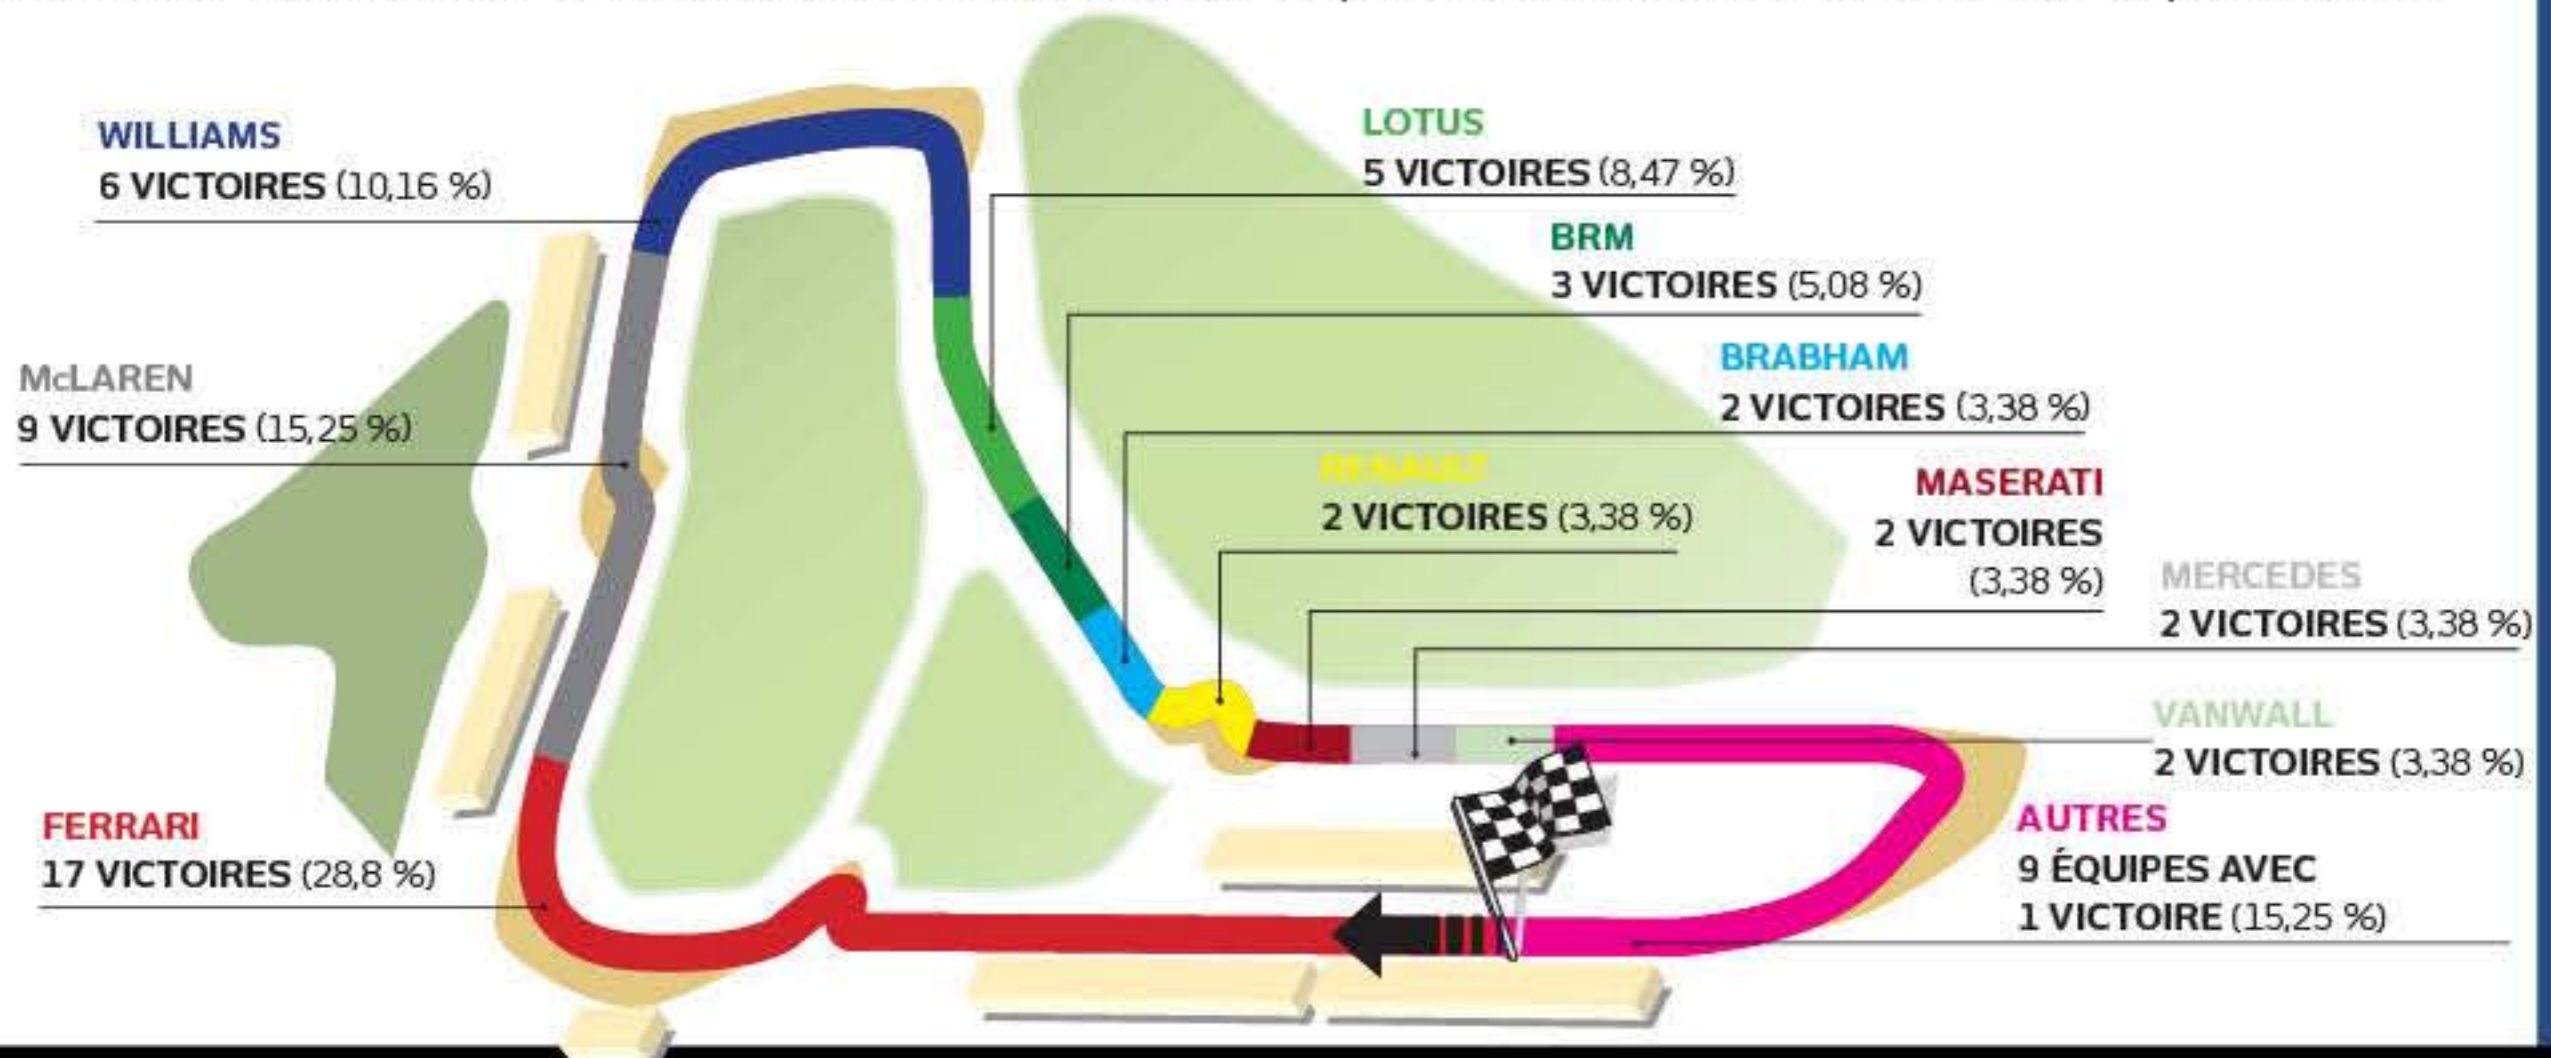 WILLIAMS
6 VICTOIRES (10,16 %)
McLAREN
9 VICTOIRES (15,25 %)
FERRARI
17 VICTOIRES (28,8 %)
LOTUS
5 VICTOIRES (8,47 %)
BRM
3 VICTOIRES (5,08 %)
BRABHAM
2 VICTOIRES (3,38 %)
RENAULT
2 VICTOIRES (3,38 %)
MASERATI
2 VICTOIRES
(3,38 %)
MERCEDES
2 VICTOIRES (3,38 %)
VANWALL
2 VICTOIRES (3,38 %)
AUTRES
9 ÉQUIPES AVEC
1 VICTOIRE (15,25 %)